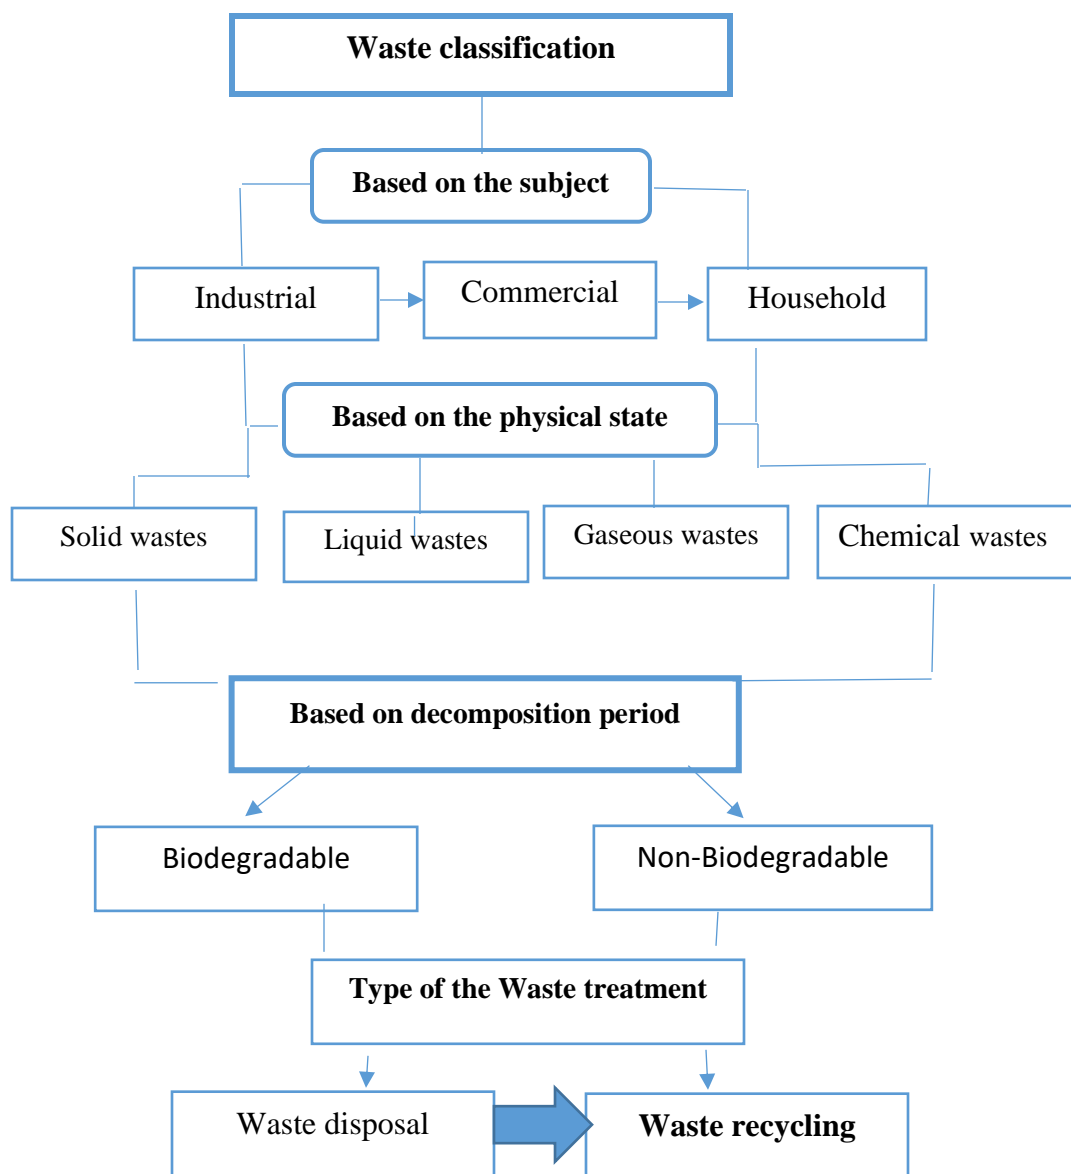 Waste classification
Based on the subject
Industrial
Commercial
Household
Based on the physical state
Solid wastes
Liquid wastes
Gaseous wastes
Chemical wastes
Based on decomposition period
Biodegradable
Non-Biodegradable
Type of the Waste treatment
Waste disposal
Waste recycling